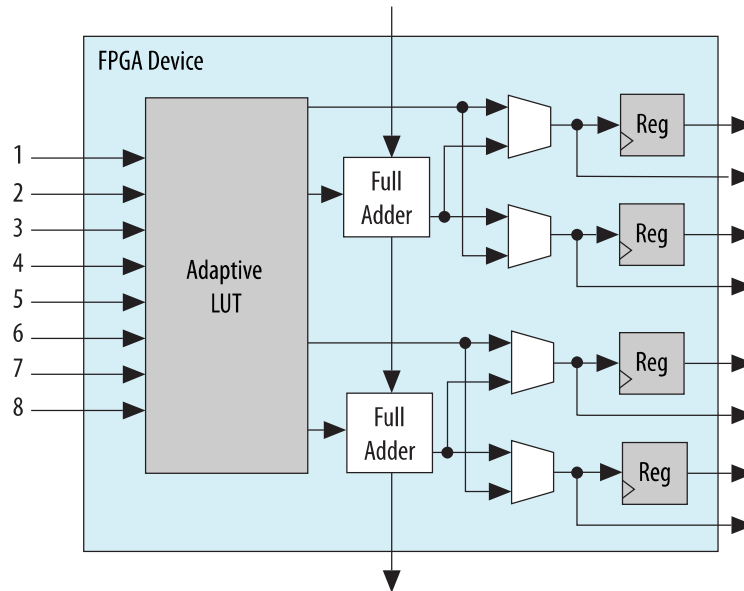 FPGA Device
1
2
3
4
5
6
7
8
Adaptive
LUT
Full
Adder
Full
Adder
Reg
Reg
Reg
Reg